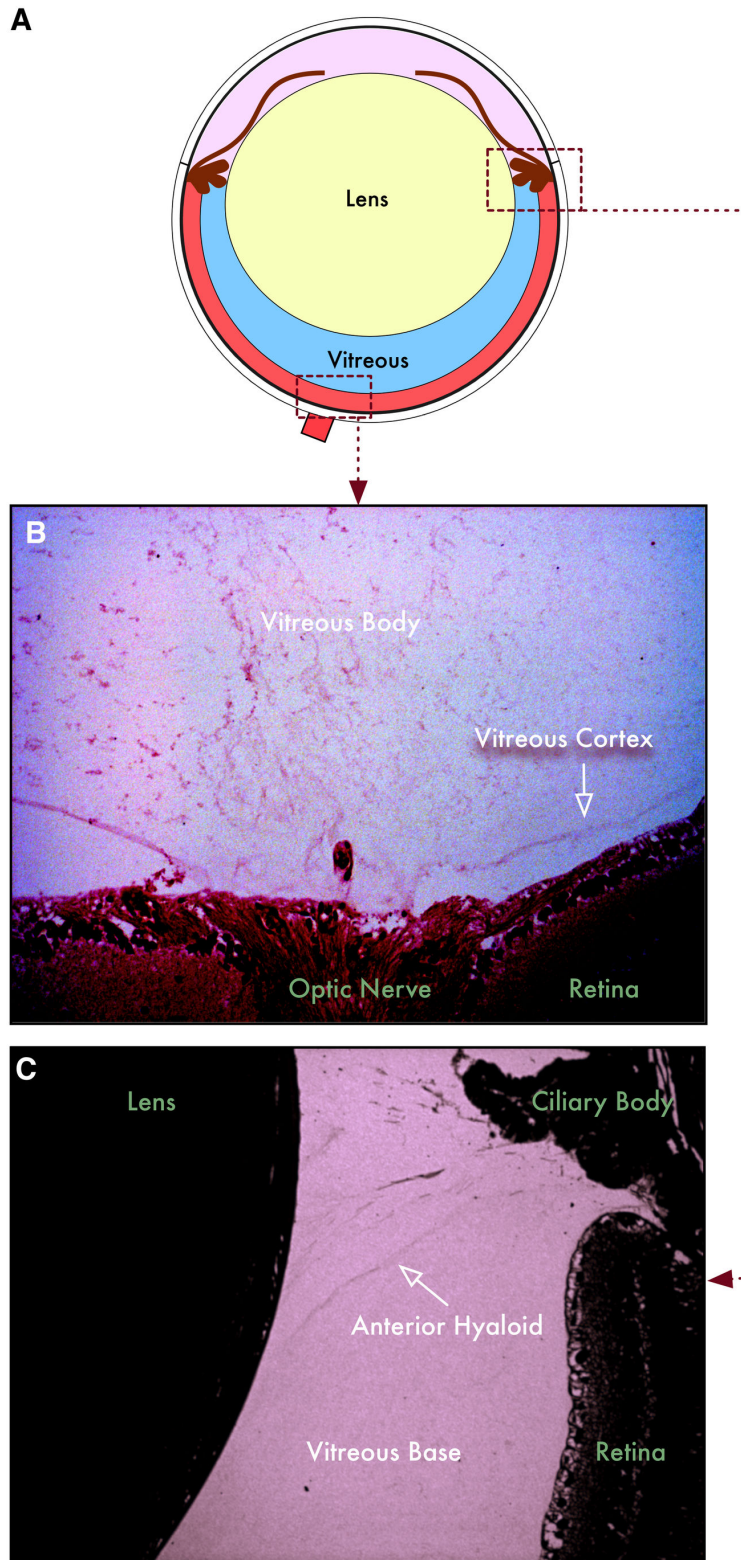 A
Lens
Vitreous
B
Vitreous Body
Vitreous Cortex
Optic Nerve
Retina
C
Lens
Ciliary Body
Anterior Hyaloid
Vitreous Base
Retina